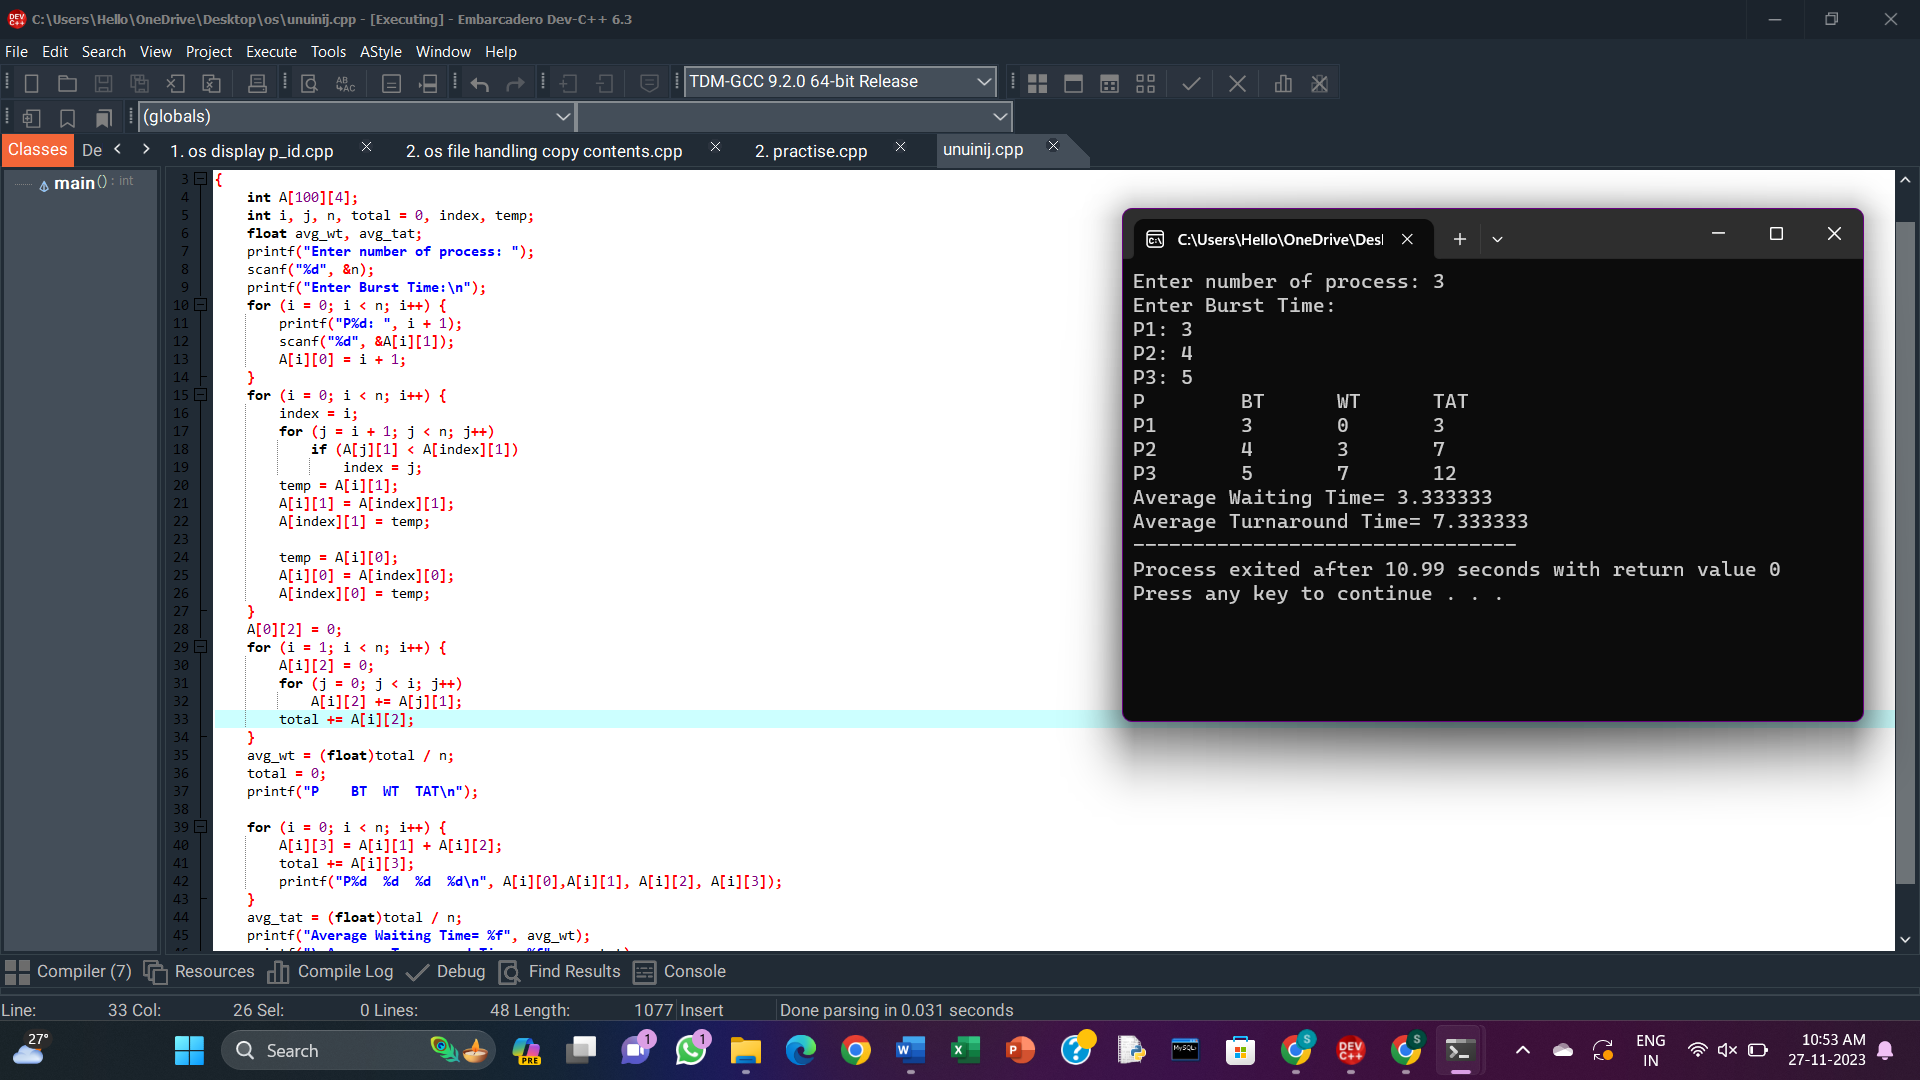 C:\Users\Hello\OneDrive\Desktop\os\unuinij.cpp - [Executing] - Embarcadero Dev-C++ 6.3
File Edit Search View Project Execute Tools AStyle Window Help
TDM-GCC 9.2.0 64-bit Release
(globals)
Classes De 1. os display p_id.cpp 2. os file handling copy contents.cpp 2. practise.cpp unuinij.cpp
main() : int
3 {
4 int A[100][4];
5 int i, j, n, total = 0, index, temp;
6 float avg_wt, avg_tat;
7 printf("Enter number of process: ");
8 scanf("%d", &n);
9 printf("Enter Burst Time:\n");
10 for (i = 0; i < n; i++) {
11 printf("P%d: ", i + 1);
12 scanf("%d", &A[i][1]);
13 A[i][0] = i + 1;
14 }
15 for (i = 0; i < n; i++) {
16 index = i;
17 for (j = i + 1; j < n; j++)
18 if (A[j][1] < A[index][1])
19 index = j;
20 temp = A[i][1];
21 A[i][1] = A[index][1];
22 A[index][1] = temp;
23
24 temp = A[i][0];
25 A[i][0] = A[index][0];
26 A[index][0] = temp;
27 }
28 A[0][2] = 0;
29 for (i = 1; i < n; i++) {
30 A[i][2] = 0;
31 for (j = 0; j < i; j++)
32 A[i][2] += A[j][1];
33 total += A[i][2];
34 }
35 avg_wt = (float)total / n;
36 total = 0;
37 printf("P    BT  WT  TAT\n");
38
39 for (i = 0; i < n; i++) {
40 A[i][3] = A[i][1] + A[i][2];
41 total += A[i][3];
42 printf("P%d  %d  %d  %d\n", A[i][0],A[i][1], A[i][2], A[i][3]);
43 }
44 avg_tat = (float)total / n;
45 printf("Average Waiting Time= %f", avg_wt);
C:\Users\Hello\OneDrive\Des
Enter number of process: 3
Enter Burst Time:
P1: 3
P2: 4
P3: 5
P BT WT TAT
P1 3 0 3
P2 4 3 7
P3 5 7 12
Average Waiting Time= 3.333333
Average Turnaround Time= 7.333333
--------------------------------
Process exited after 10.99 seconds with return value 0
Press any key to continue . . .
Compiler (7) Resources Compile Log Debug Find Results Console
Line: 33 Col: 26 Sel: 0 Lines: 48 Length: 1077 Insert Done parsing in 0.031 seconds
27° Search PRE 1 1 W X P ? MySQL S DEV C++ S ENG 10:53 AM
IN 27-11-2023